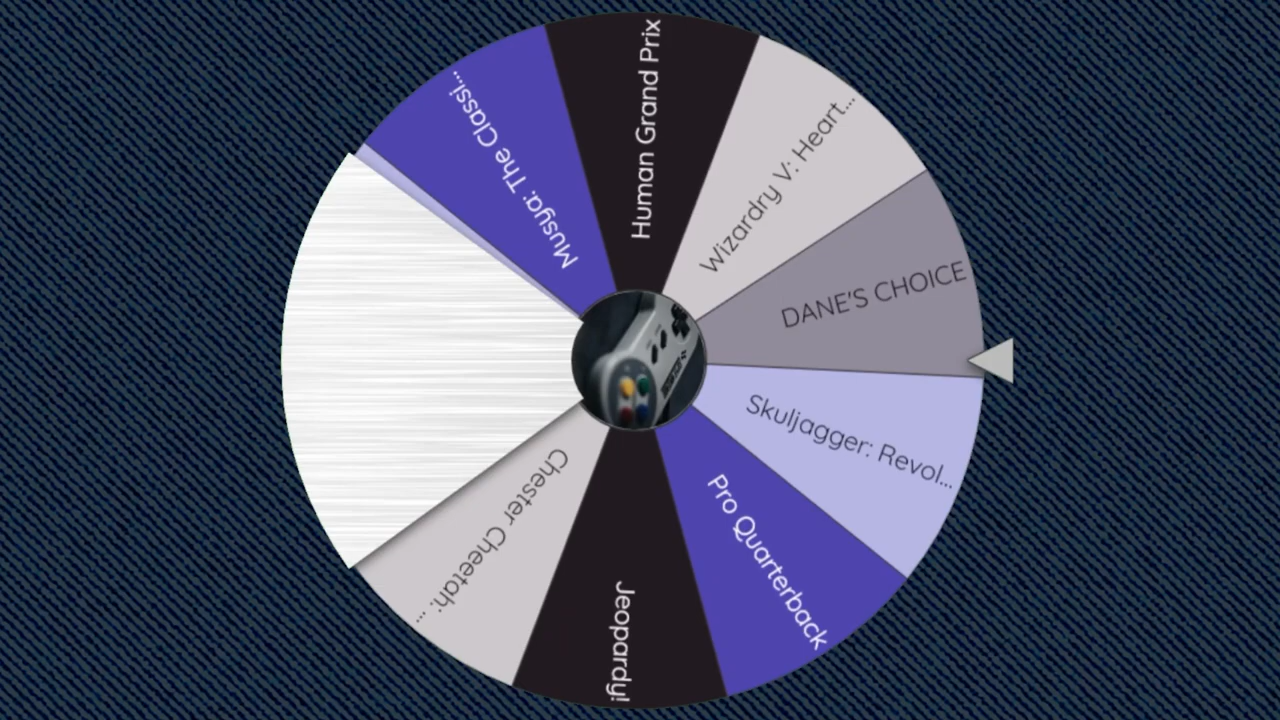 Musya: The Classi...
Human Grand Prix
Wizardry V: Heart...
DANE'S CHOICE
Skuljagger: Revol...
Pro Quarterback
Jeopardy!
Chester Cheetah: ...